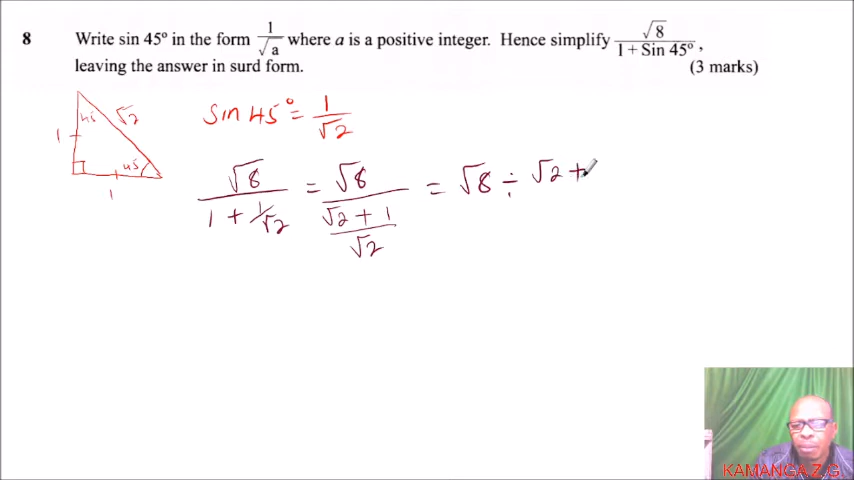 8 Write sin 45° in the form 1/√a where a is a positive integer. Hence simplify √8/(1 + Sin 45°),
leaving the answer in surd form. (3 marks)
45 √2 Sin 45° = 1/√2
1
45
1
√8/(1 + 1/√2) = √8/((√2 + 1)/√2) = √8 ÷ √2 +
KAMANGA.Z.G